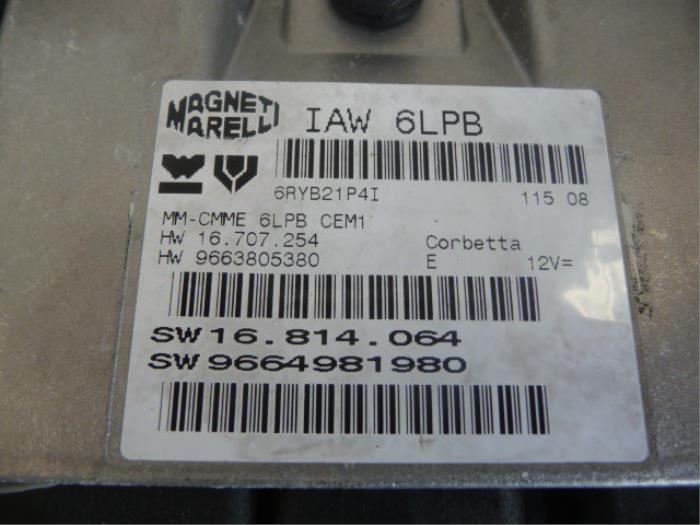 MAGNETI
MARELLI
IAW 6LPB
6RYB21P4I 115 08
MM-CMME 6LPB CEM1
HW 16.707.254 Corbetta
HW 9663805380 E 12V=
SW 16.814.064
SW 9664981980